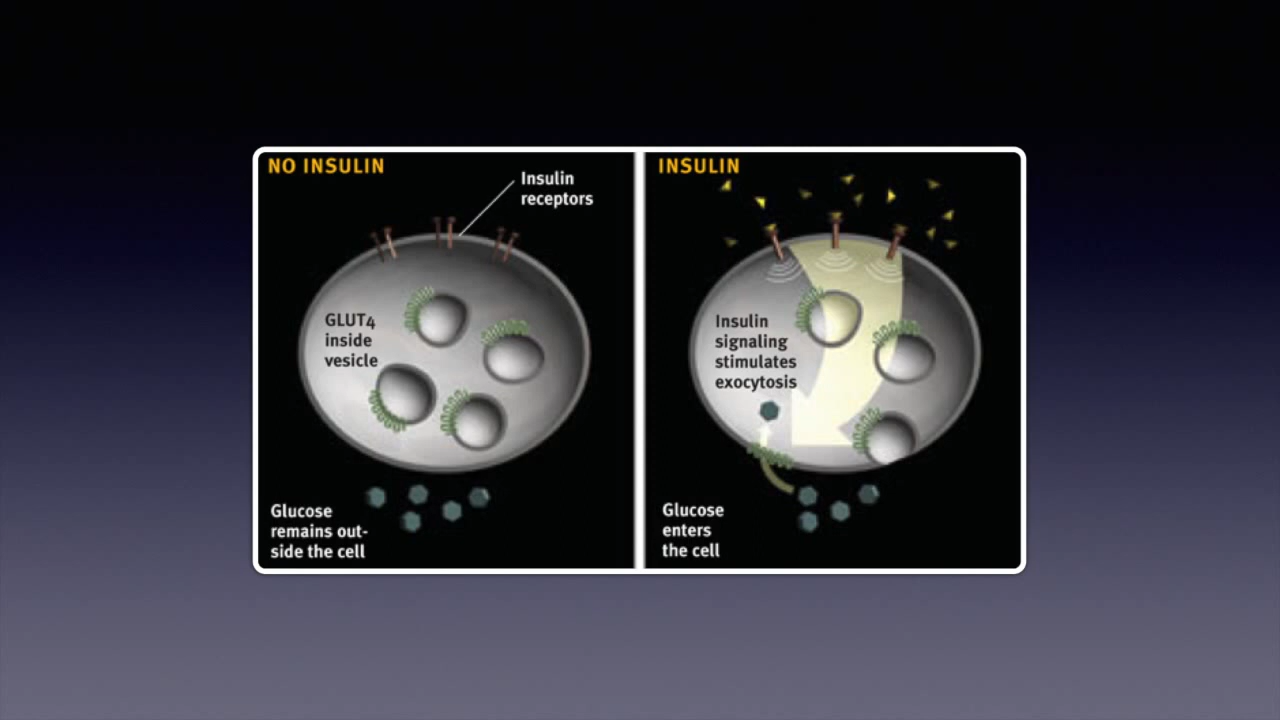 NO INSULIN
Insulin
receptors
GLUT4
inside
vesicle
Glucose
remains out-
side the cell
INSULIN
Insulin
signaling
stimulates
exocytosis
Glucose
enters
the cell